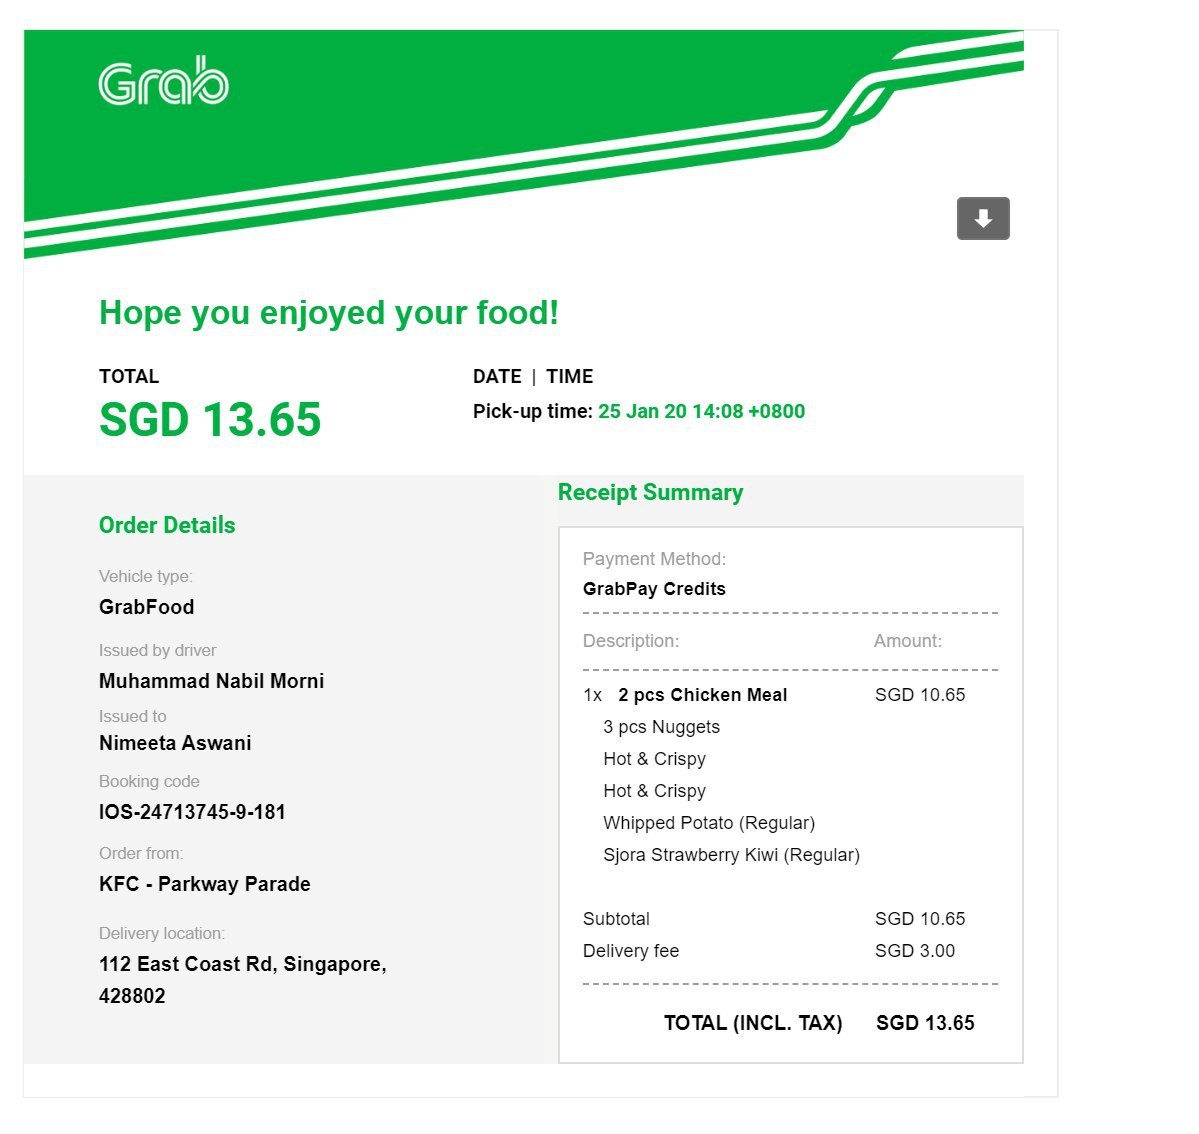 Grab
Hope you enjoyed your food!
TOTAL
SGD 13.65
DATE | TIME
Pick-up time: 25 Jan 20 14:08 +0800
Order Details
Vehicle type:
GrabFood
Issued by driver
Muhammad Nabil Morni
Issued to
Nimeeta Aswani
Booking code
IOS-24713745-9-181
Order from:
KFC - Parkway Parade
Delivery location:
112 East Coast Rd, Singapore,
428802
Receipt Summary
Payment Method:
GrabPay Credits
Description: Amount:
1x 2 pcs Chicken Meal SGD 10.65
3 pcs Nuggets
Hot & Crispy
Hot & Crispy
Whipped Potato (Regular)
Sjora Strawberry Kiwi (Regular)
Subtotal SGD 10.65
Delivery fee SGD 3.00
TOTAL (INCL. TAX) SGD 13.65